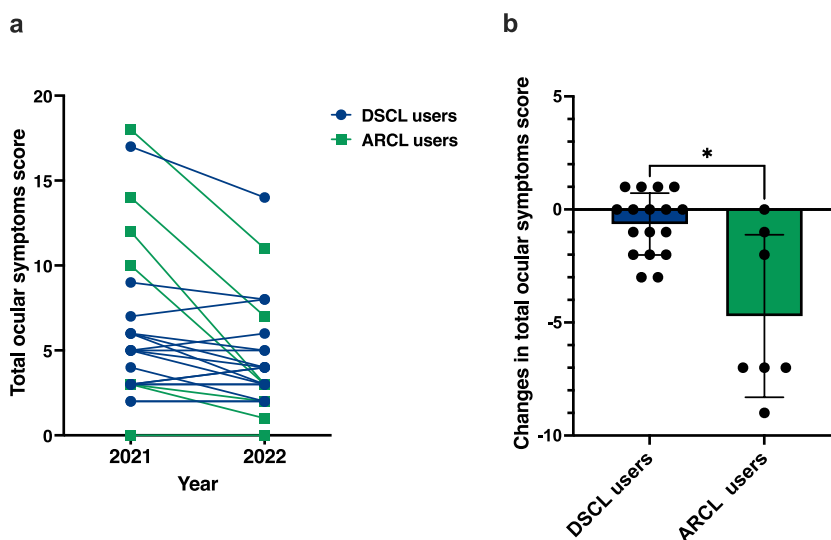 a
Total ocular symptoms score
20
15
10
5
0
2021
2022
Year
DSCL users
ARCL users
b
Changes in total ocular symptoms score
5
0
-5
-10
*
DSCL users
ARCL users